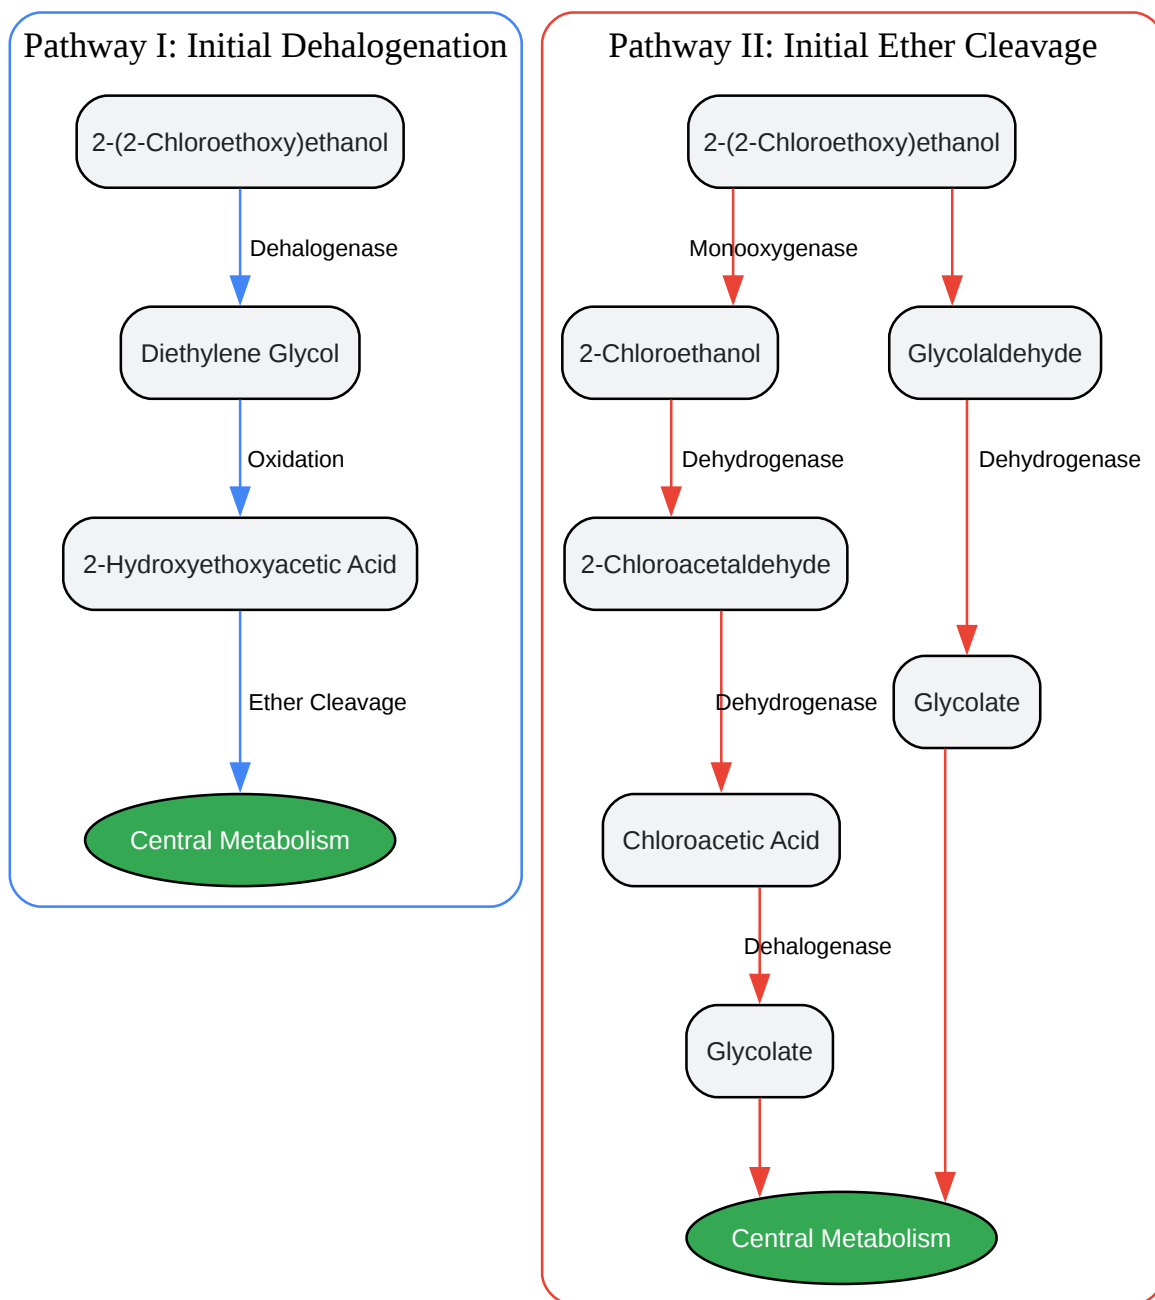 Pathway I: Initial Dehalogenation
2-(2-Chloroethoxy)ethanol
Dehalogenase
Diethylene Glycol
Oxidation
2-Hydroxyethoxyacetic Acid
Ether Cleavage
Central Metabolism
Pathway II: Initial Ether Cleavage
2-(2-Chloroethoxy)ethanol
Monooxygenase
2-Chloroethanol
Glycolaldehyde
Dehydrogenase
Dehydrogenase
2-Chloroacetaldehyde
Dehydrogenase
Glycolate
Chloroacetic Acid
Dehalogenase
Glycolate
Central Metabolism